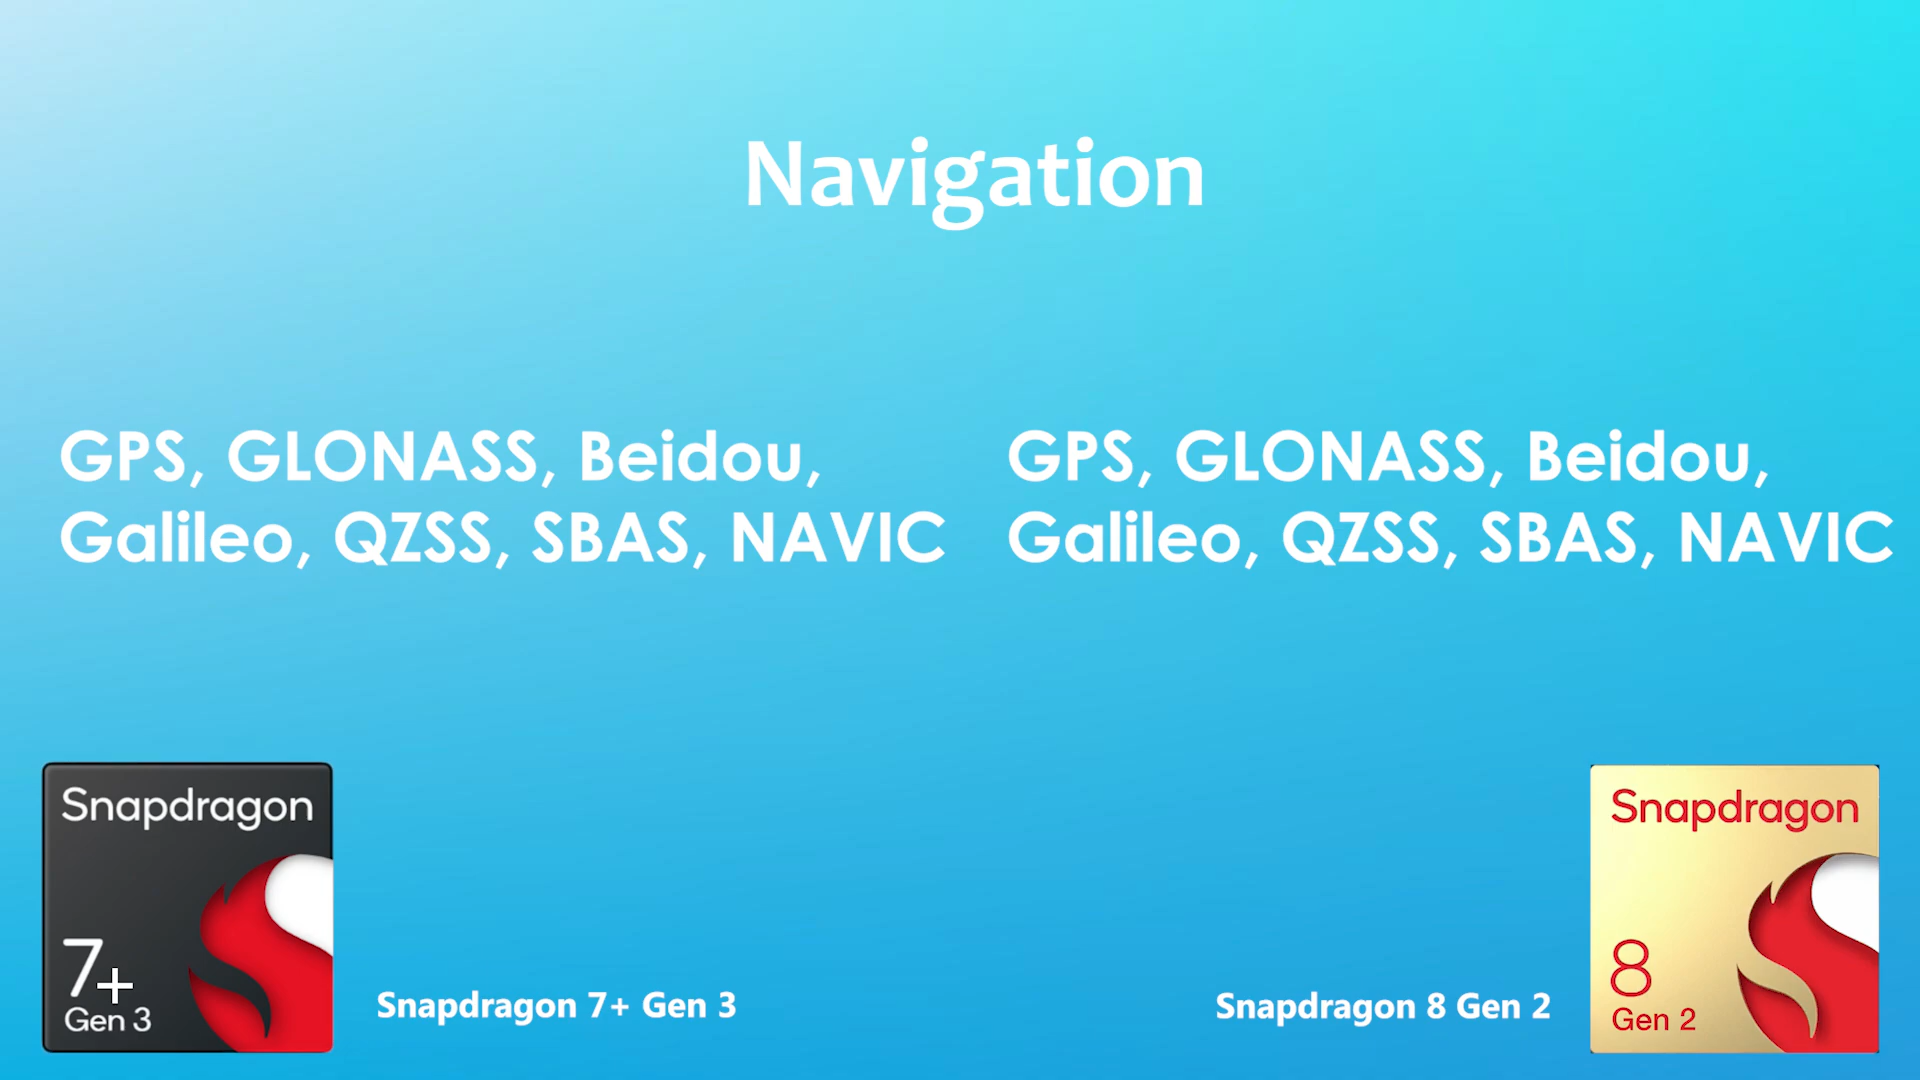 Navigation
GPS, GLONASS, Beidou,
Galileo, QZSS, SBAS, NAVIC
GPS, GLONASS, Beidou,
Galileo, QZSS, SBAS, NAVIC
Snapdragon
7+
Gen 3
Snapdragon 7+ Gen 3
Snapdragon 8 Gen 2
Snapdragon
8
Gen 2